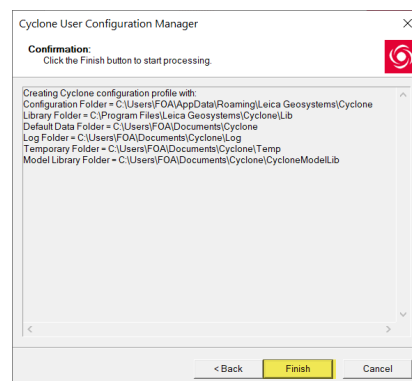 Cyclone User Configuration Manager
Confirmation:
Click the Finish button to start processing.
Creating Cyclone configuration profile with:
Configuration Folder = C:\Users\FOA\AppData\Roaming\Leica Geosystems\Cyclone
Library Folder = C:\Program Files\Leica Geosystems\Cyclone\Lib
Default Data Folder = C:\Users\FOA\Documents\Cyclone
Log Folder = C:\Users\FOA\Documents\Cyclone\Log
Temporary Folder = C:\Users\FOA\Documents\Cyclone\Temp
Model Library Folder = C:\Users\FOA\Documents\Cyclone\CycloneModelLib
< Back Finish Cancel